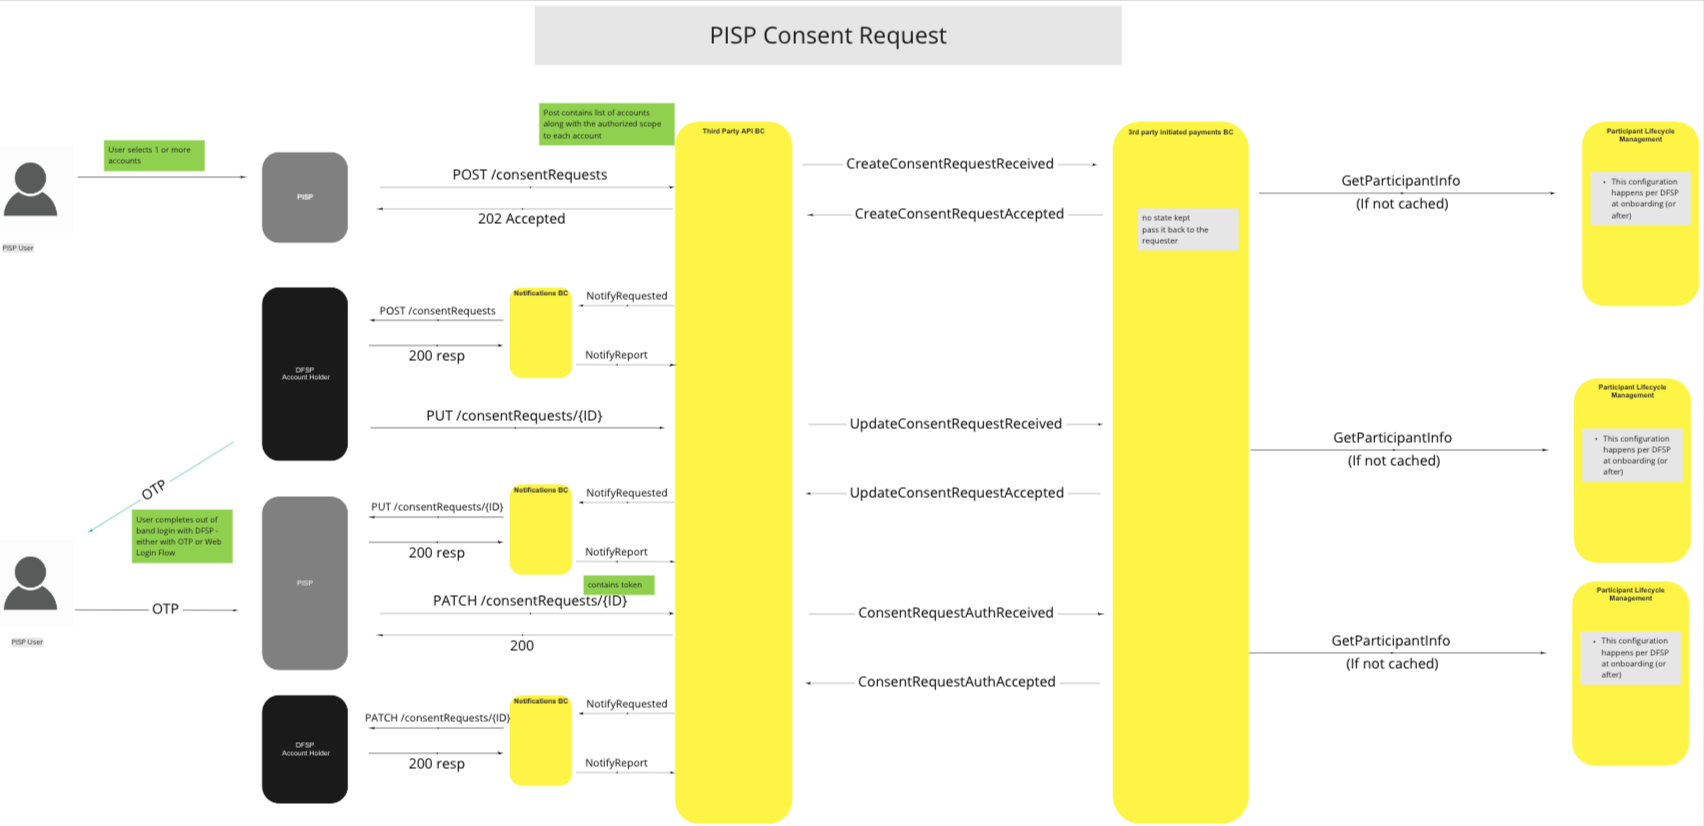 PISP Consent Request
Post contains list of accounts
along with the authorized scope
to each account
Third Party API BC
3rd party initiated payments BC
Participant Lifecycle
Management
User selects 1 or more
accounts
CreateConsentRequestReceived
POST /consentRequests
PISP
GetParticipantInfo
(If not cached)
• This configuration
happens per DFSP
at onboarding (or
after)
202 Accepted
CreateConsentRequestAccepted
no state kept
pass it back to the
requester
PISP User
Notifications BC
NotifyRequested
POST /consentRequests
200 resp
NotifyReport
DFSP
Account Holder
PUT /consentRequests/{ID}
UpdateConsentRequestReceived
GetParticipantInfo
(If not cached)
Participant Lifecycle
Management
• This configuration
happens per DFSP
at onboarding (or
after)
OTP
Notifications BC
NotifyRequested
UpdateConsentRequestAccepted
PUT /consentRequests/{ID}
User completes out of
band login with DFSP -
either with OTP or Web
Login Flow
200 resp
NotifyReport
PISP
contains token
PATCH /consentRequests/{ID}
OTP
ConsentRequestAuthReceived
Participant Lifecycle
Management
GetParticipantInfo
(If not cached)
• This configuration
happens per DFSP
at onboarding (or
after)
PISP User
200
ConsentRequestAuthAccepted
Notifications BC
NotifyRequested
PATCH /consentRequests/{ID}
200 resp
NotifyReport
DFSP
Account Holder